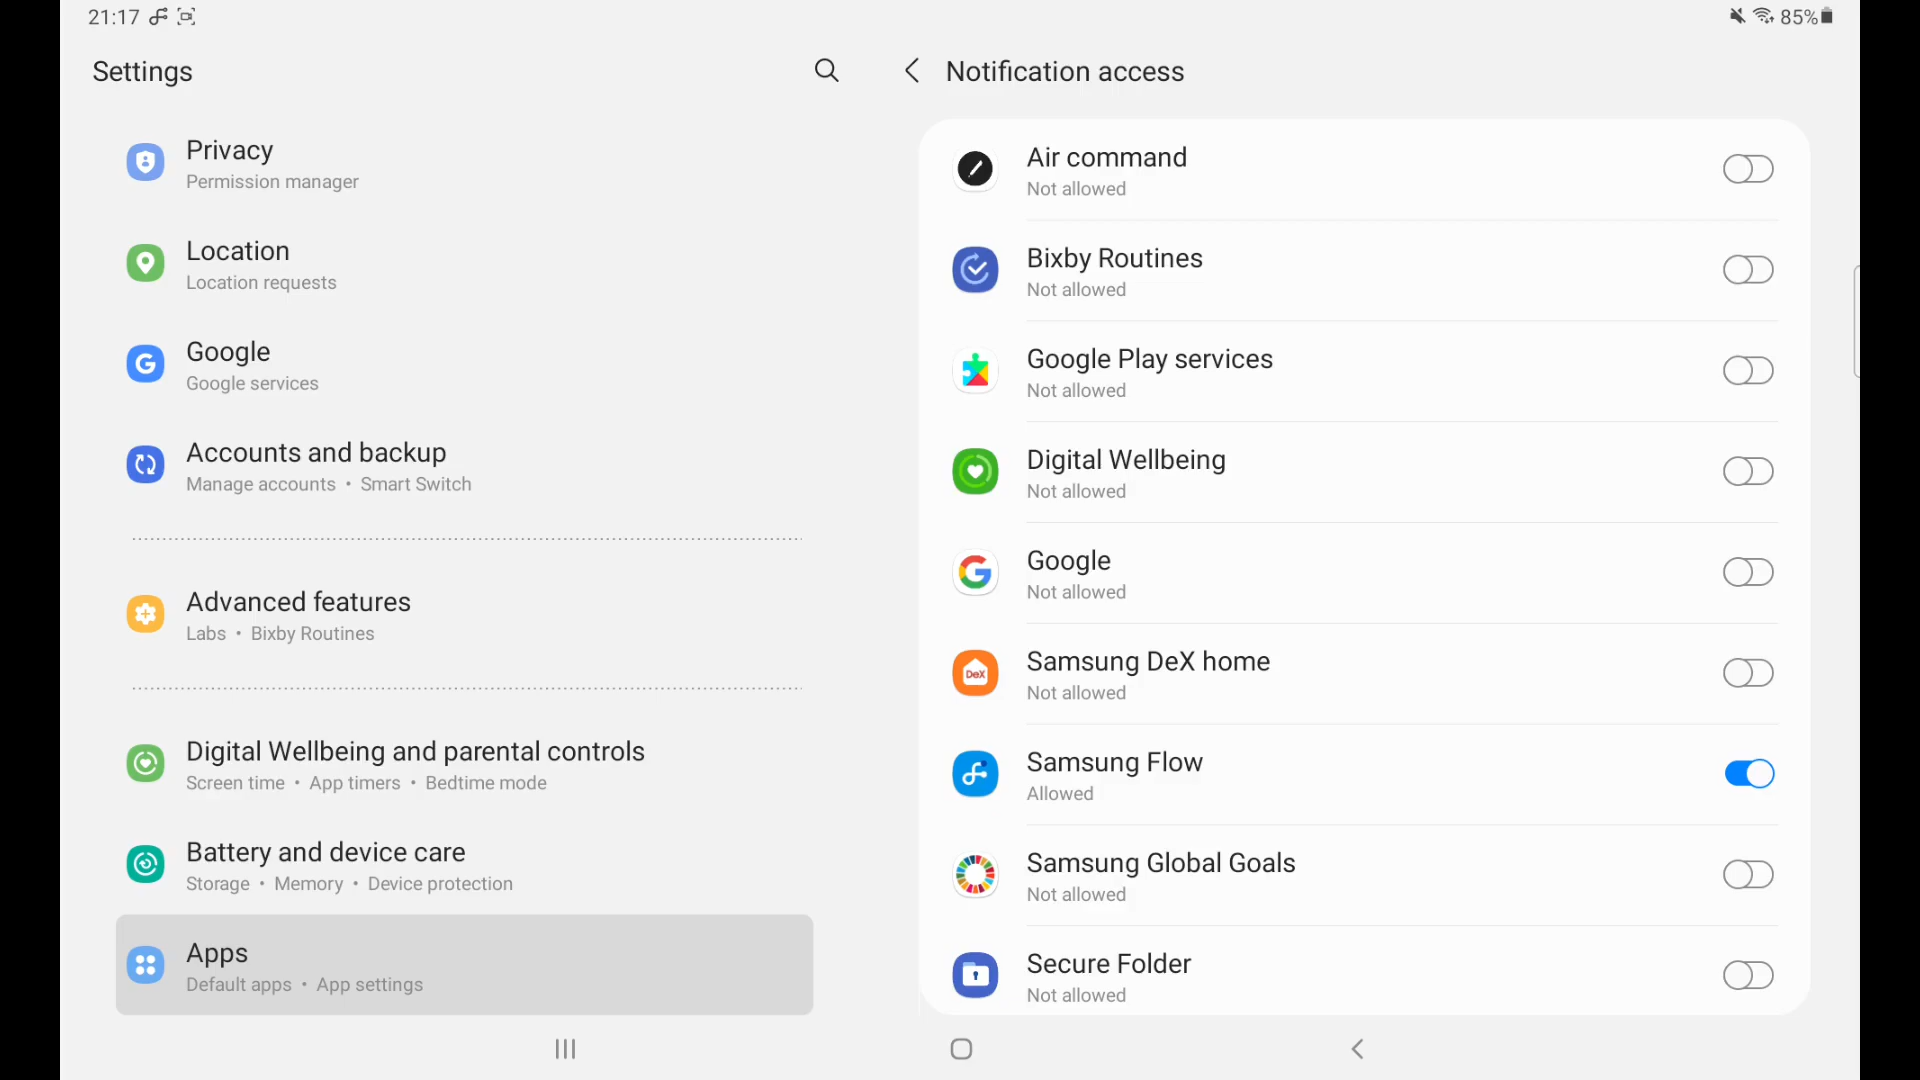 21:17
85%
Settings
Privacy
Permission manager
Location
Location requests
Google
Google services
Accounts and backup
Manage accounts • Smart Switch
Advanced features
Labs • Bixby Routines
Digital Wellbeing and parental controls
Screen time • App timers • Bedtime mode
Battery and device care
Storage • Memory • Device protection
Apps
Default apps • App settings
Notification access
Air command
Not allowed
Bixby Routines
Not allowed
Google Play services
Not allowed
Digital Wellbeing
Not allowed
Google
Not allowed
DeX
Samsung DeX home
Not allowed
Samsung Flow
Allowed
Samsung Global Goals
Not allowed
Secure Folder
Not allowed